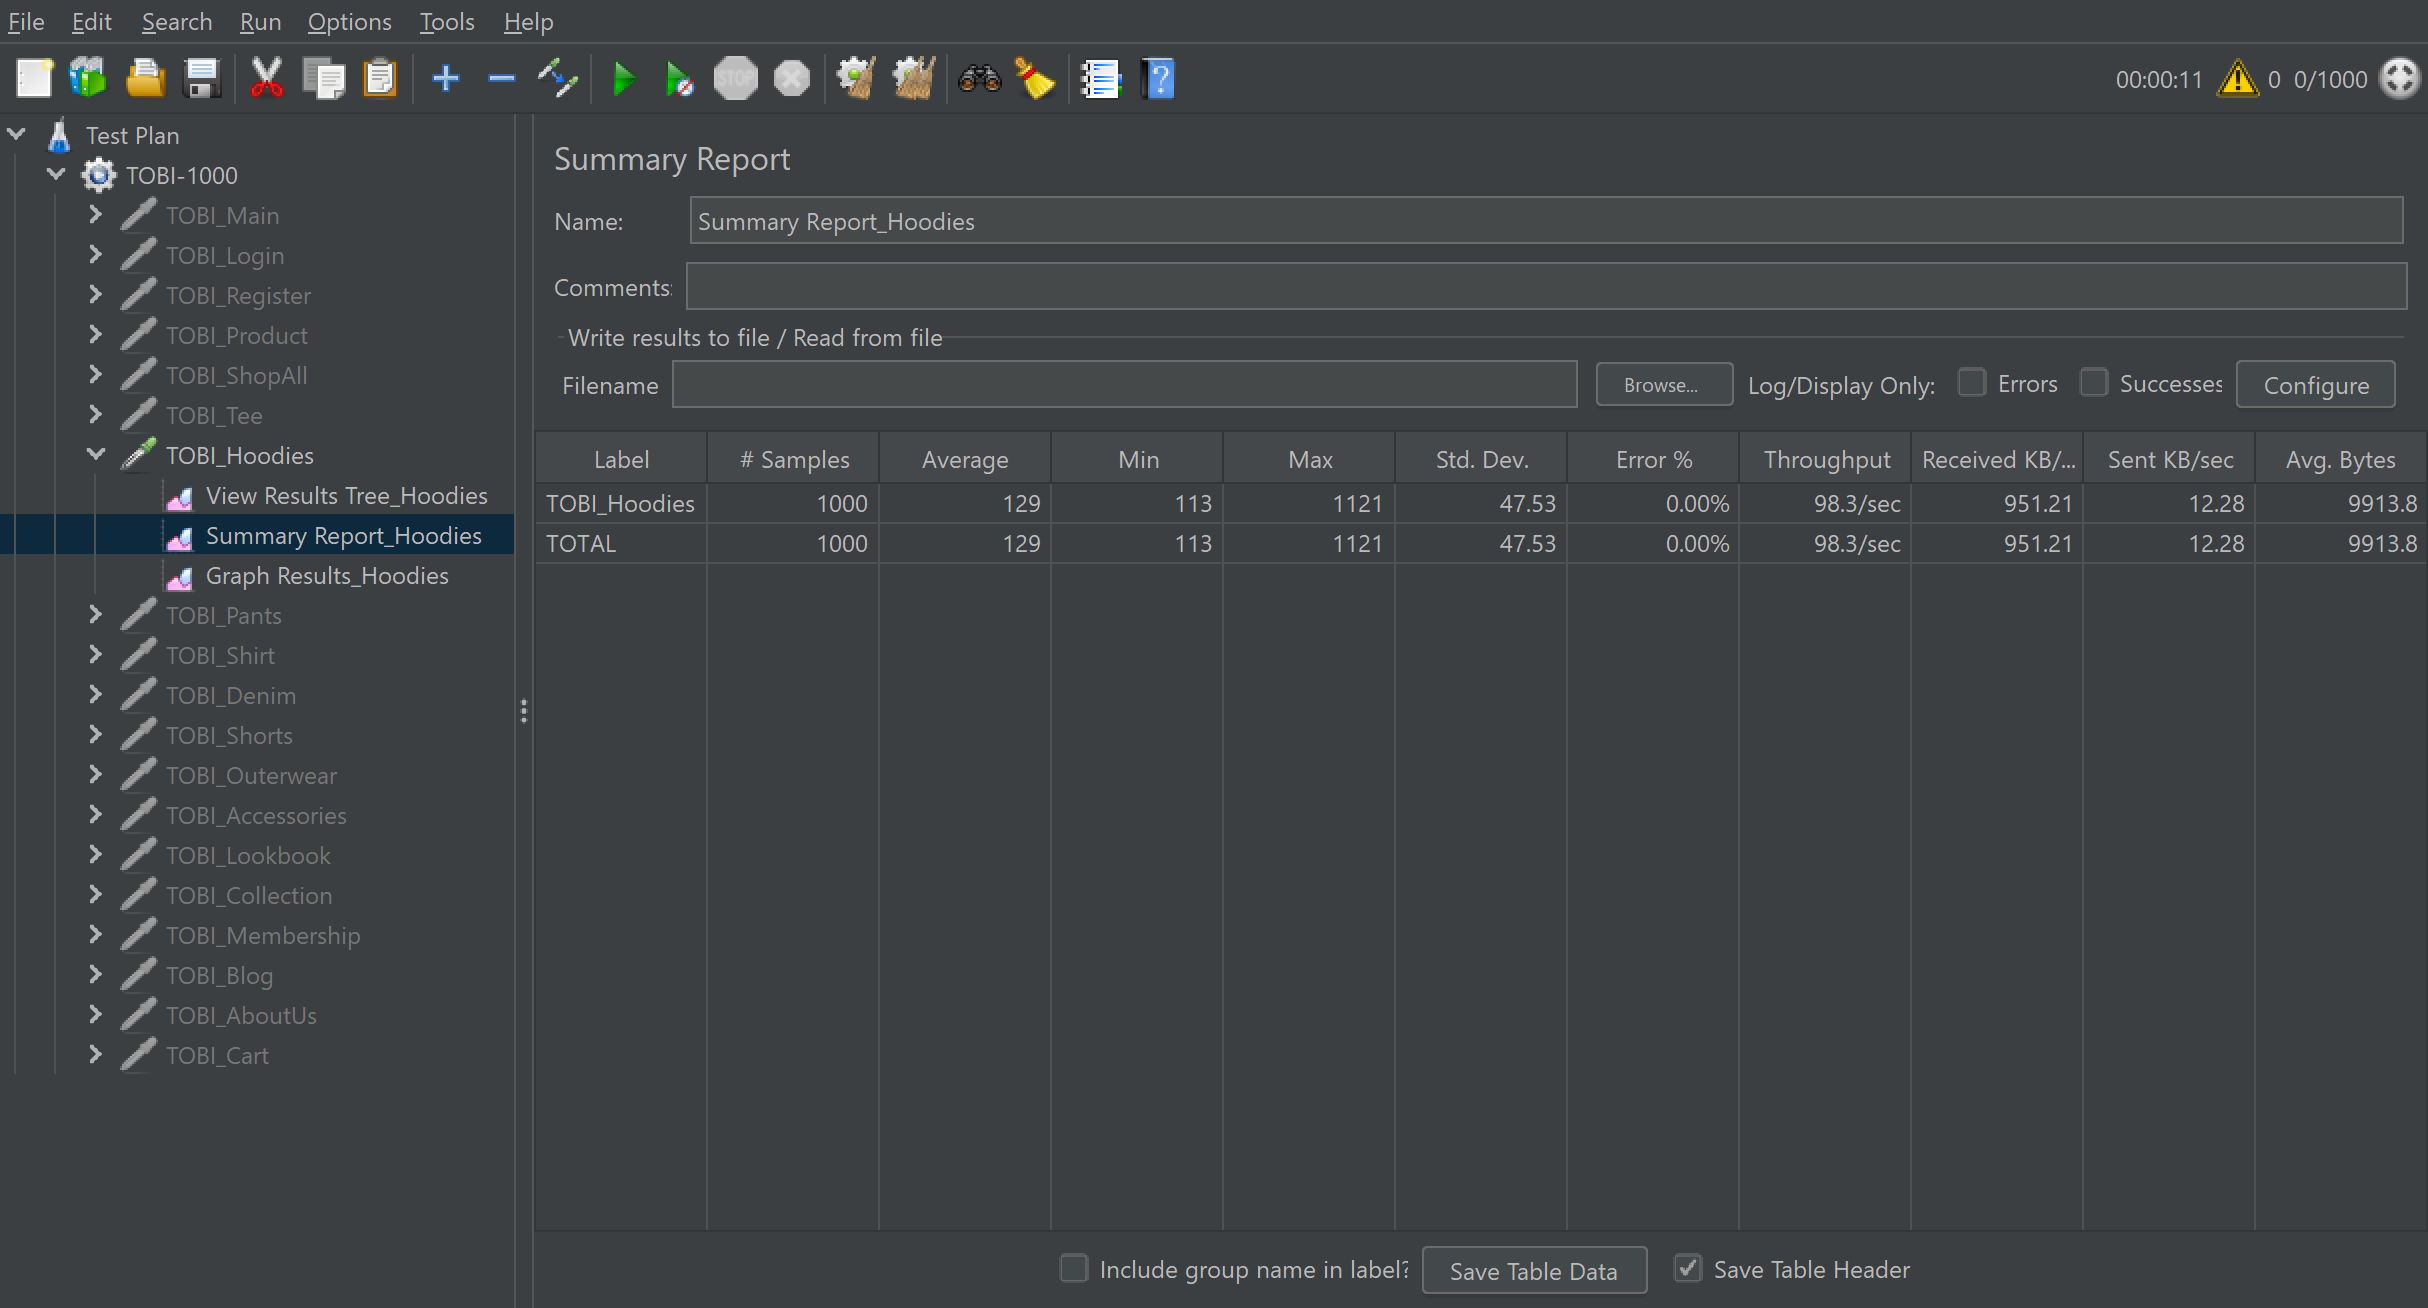 File Edit Search Run Options Tools Help
STOP
00:00:11 0 0/1000
Test Plan
TOBI-1000
TOBI_Main
TOBI_Login
TOBI_Register
TOBI_Product
TOBI_ShopAll
TOBI_Tee
TOBI_Hoodies
View Results Tree_Hoodies
Summary Report_Hoodies
Graph Results_Hoodies
TOBI_Pants
TOBI_Shirt
TOBI_Denim
TOBI_Shorts
TOBI_Outerwear
TOBI_Accessories
TOBI_Lookbook
TOBI_Collection
TOBI_Membership
TOBI_Blog
TOBI_AboutUs
TOBI_Cart
Summary Report
Name: Summary Report_Hoodies
Comments:
Write results to file / Read from file
Filename Browse... Log/Display Only: Errors Successes Configure
Label # Samples Average Min Max Std. Dev. Error % Throughput Received KB/... Sent KB/sec Avg. Bytes
TOBI_Hoodies 1000 129 113 1121 47.53 0.00% 98.3/sec 951.21 12.28 9913.8
TOTAL 1000 129 113 1121 47.53 0.00% 98.3/sec 951.21 12.28 9913.8
Include group name in label? Save Table Data Save Table Header